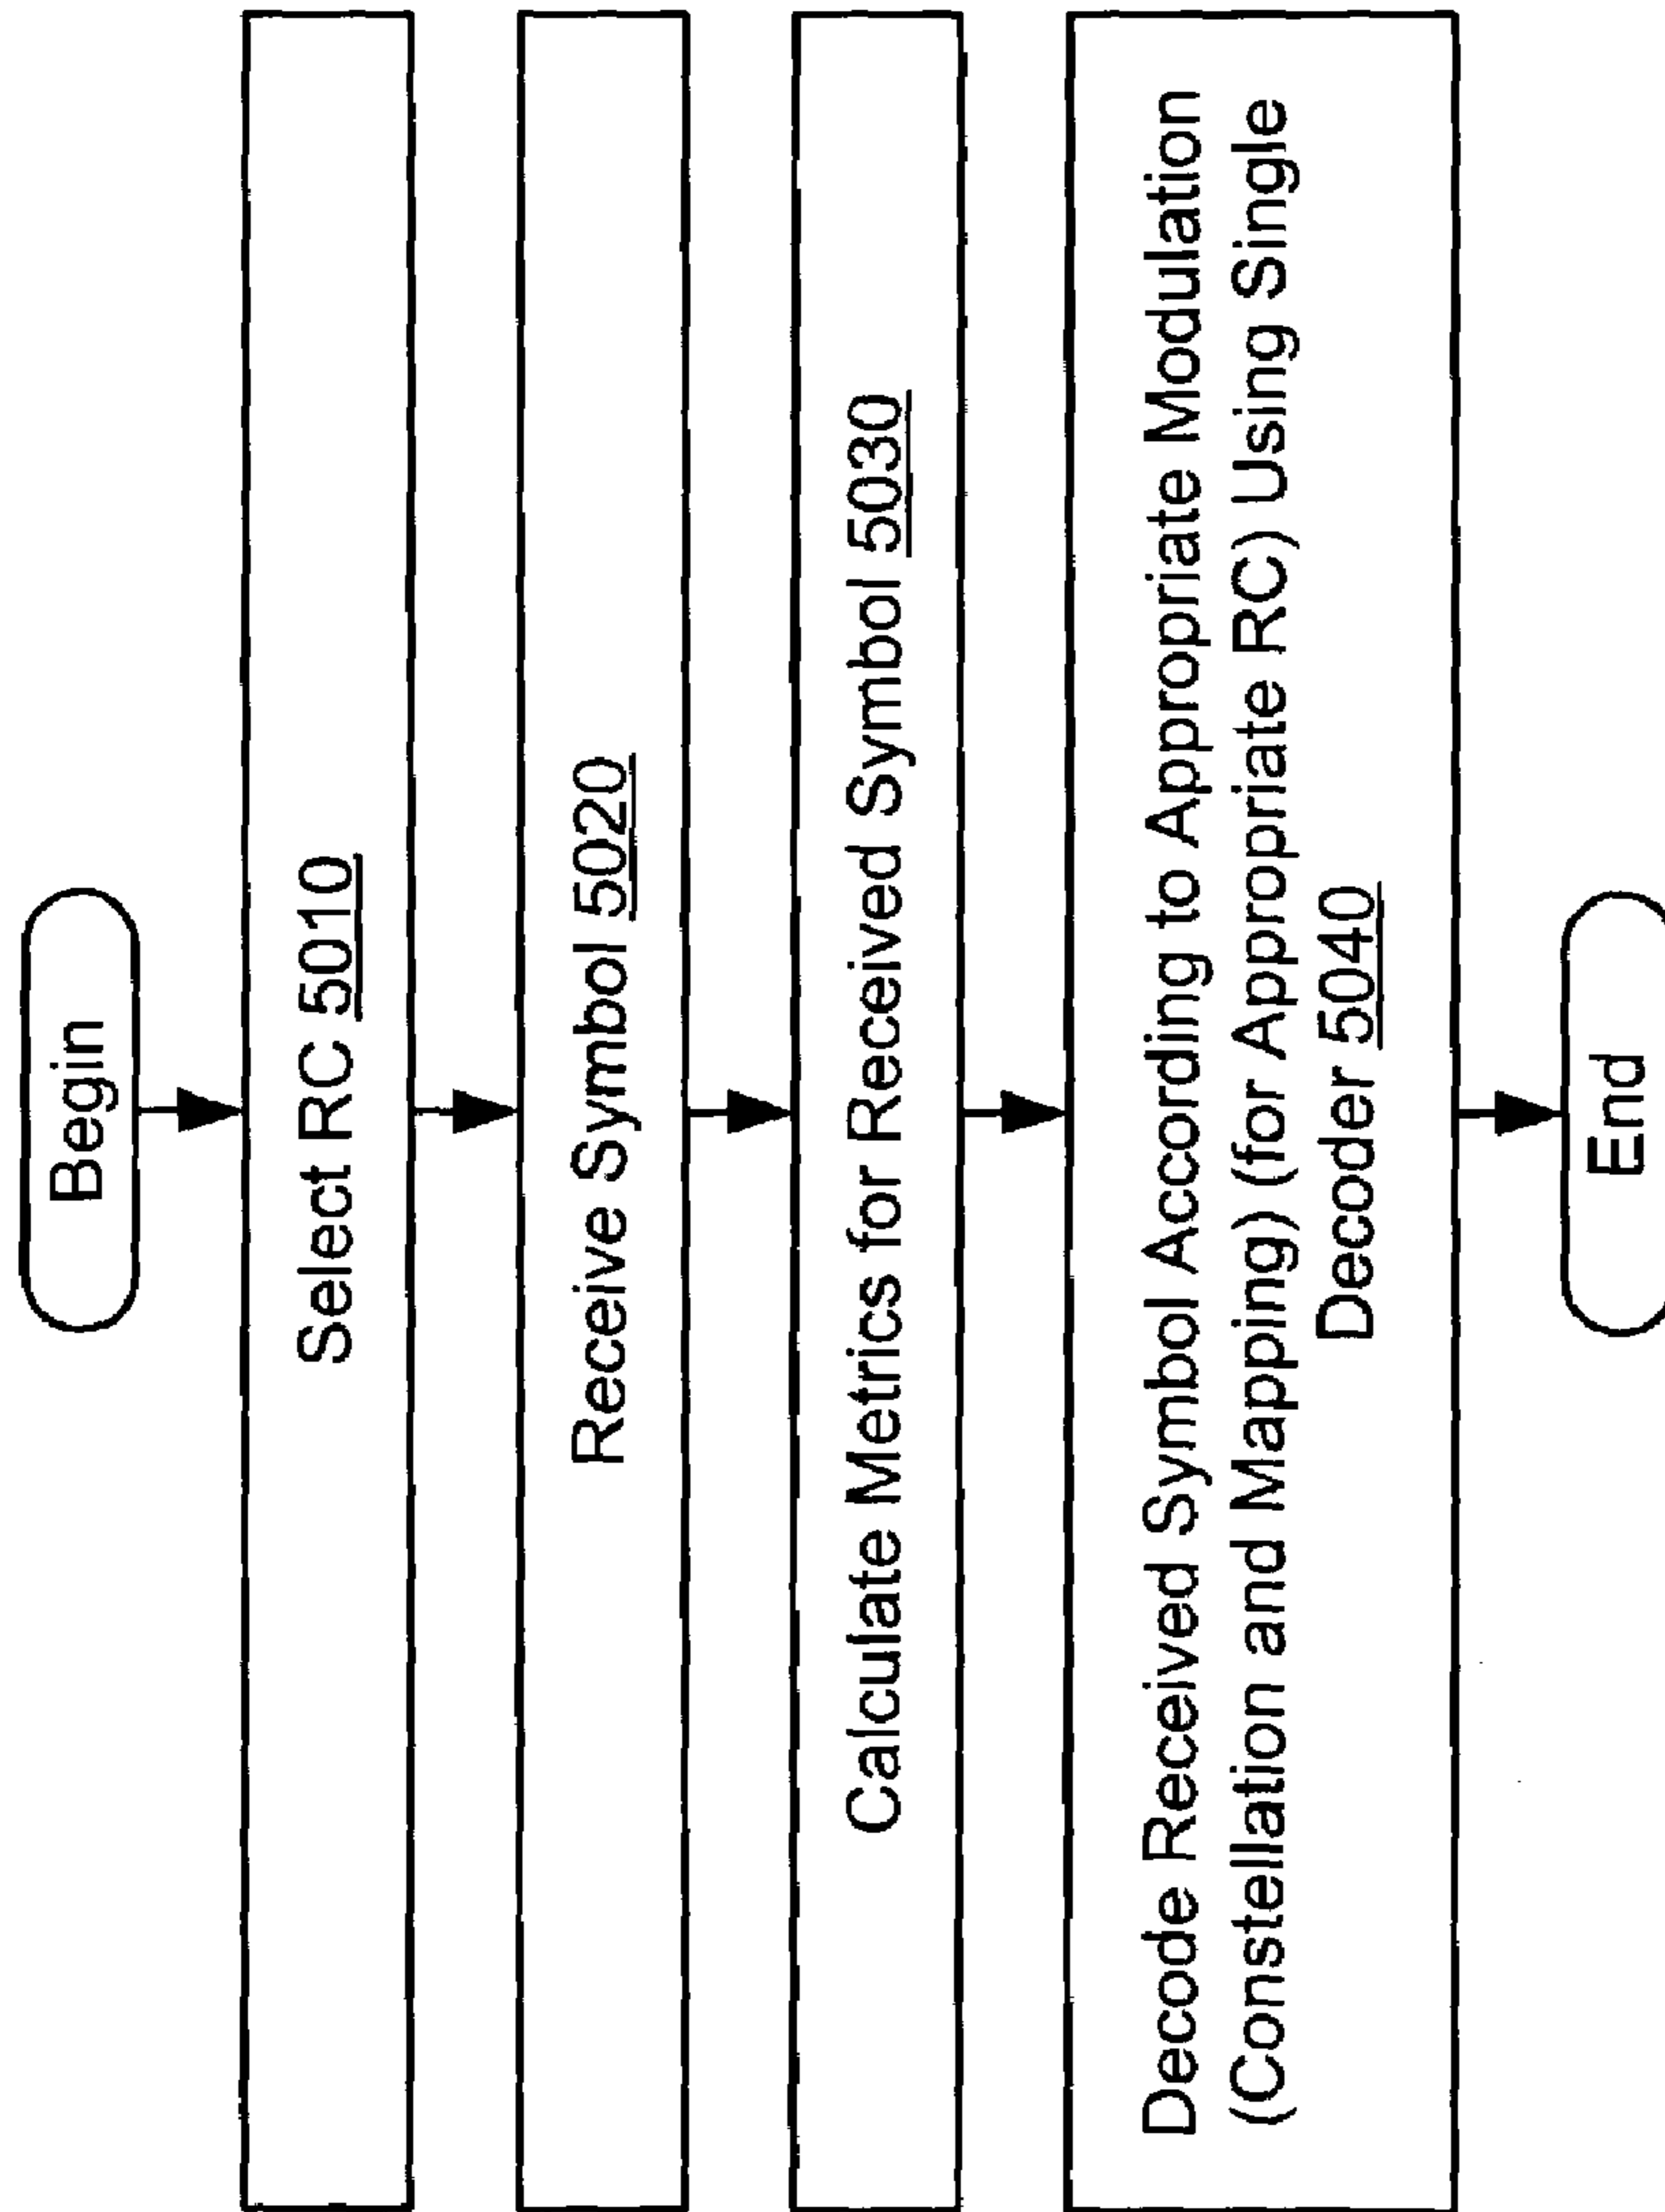 Begin
Select RC 5010
Receive Symbol 5020
Calculate Metrics for Received Symbol 5030
Decode Received Symbol According to Appropriate Modulation
(Constellation and Mapping) (for Appropriate RC) Using Single
Decoder 5040
End